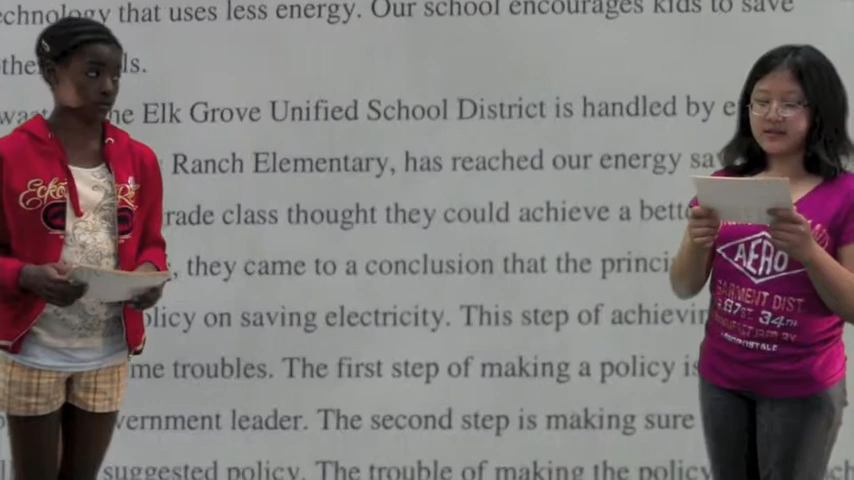 echnology that uses less energy. Our school encourages kids to save
ls.
he Elk Grove Unified School District is handled by
Ranch Elementary, has reached our energy sa
rade class thought they could achieve a bett
, they came to a conclusion that the princi
olicy on saving electricity. This step of achievin
me troubles. The first step of making a policy is
vernment leader. The second step is making sure
suggested policy. The trouble of making the policy
AERO
GARMENT DIST
34TH
AEROPOSTALE